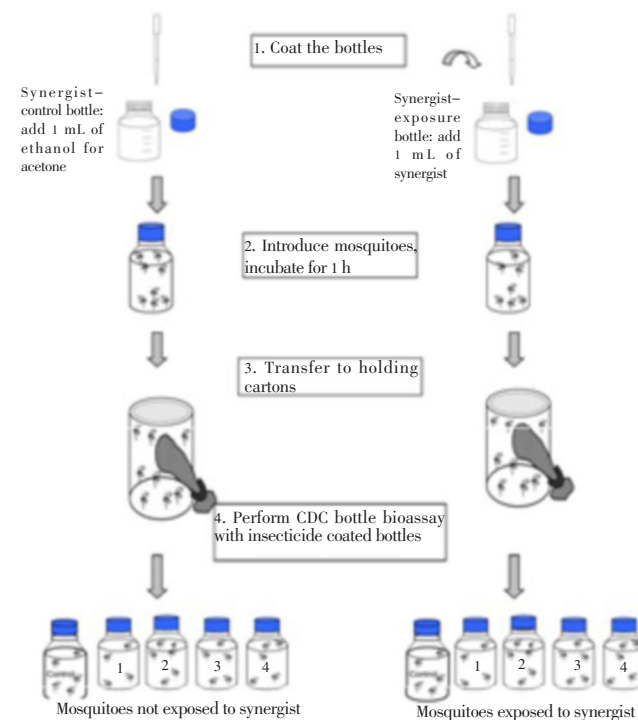 1. Coat the bottles
Synergist-
control bottle:
add 1 mL of
ethanol for
acetone
Synergist-
exposure
bottle: add
1 mL of
synergist
2. Introduce mosquitoes,
incubate for 1 h
3. Transfer to holding
cartons
4. Perform CDC bottle bioassay
with insecticide coated bottles
Control 1 2 3 4
Control 1 2 3 4
Mosquitoes not exposed to synergist
Mosquitoes exposed to synergist